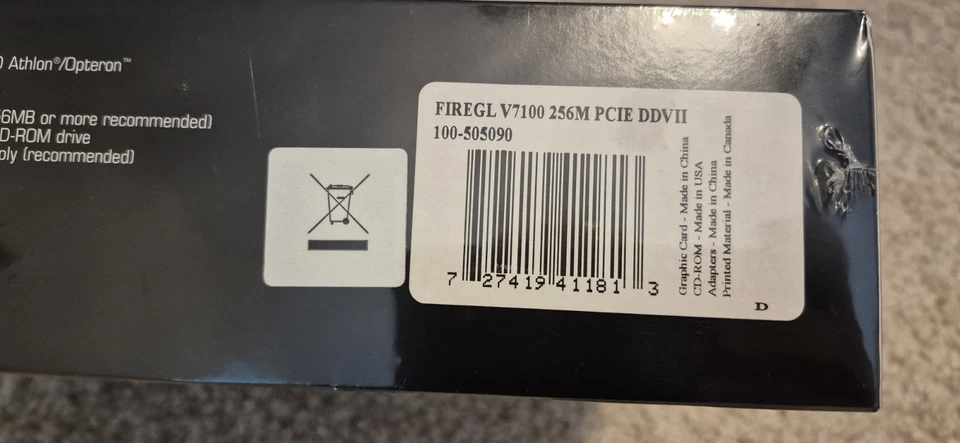 Athlon®/Opteron™
6MB or more recommended)
D-ROM drive
(recommended)
FIREGL V7100 256M PCIE DDVII
100-505090
7 27419 41181 3
Graphic Card - Made in China
CD-ROM - Made in USA
Adapters - Made in China
Printed Material - Made in Canada
D